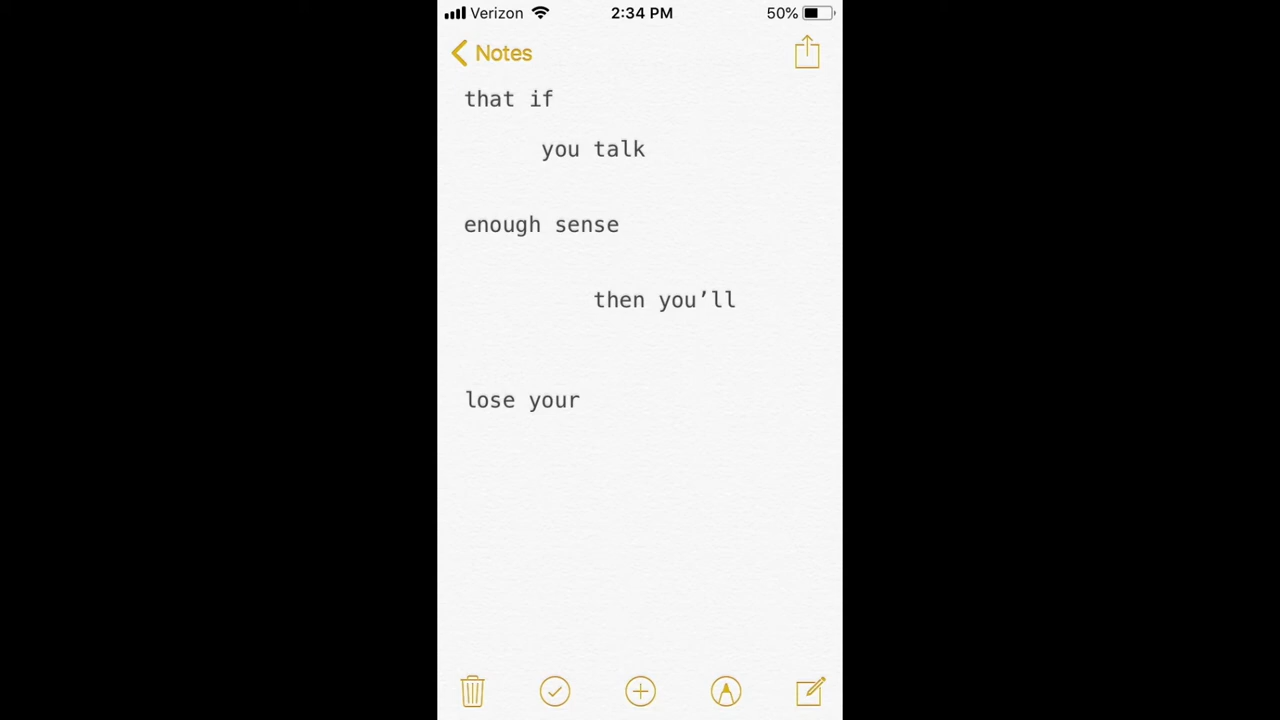 Verizon 2:34 PM 50%
Notes
that if
you talk
enough sense
then you’ll
lose your